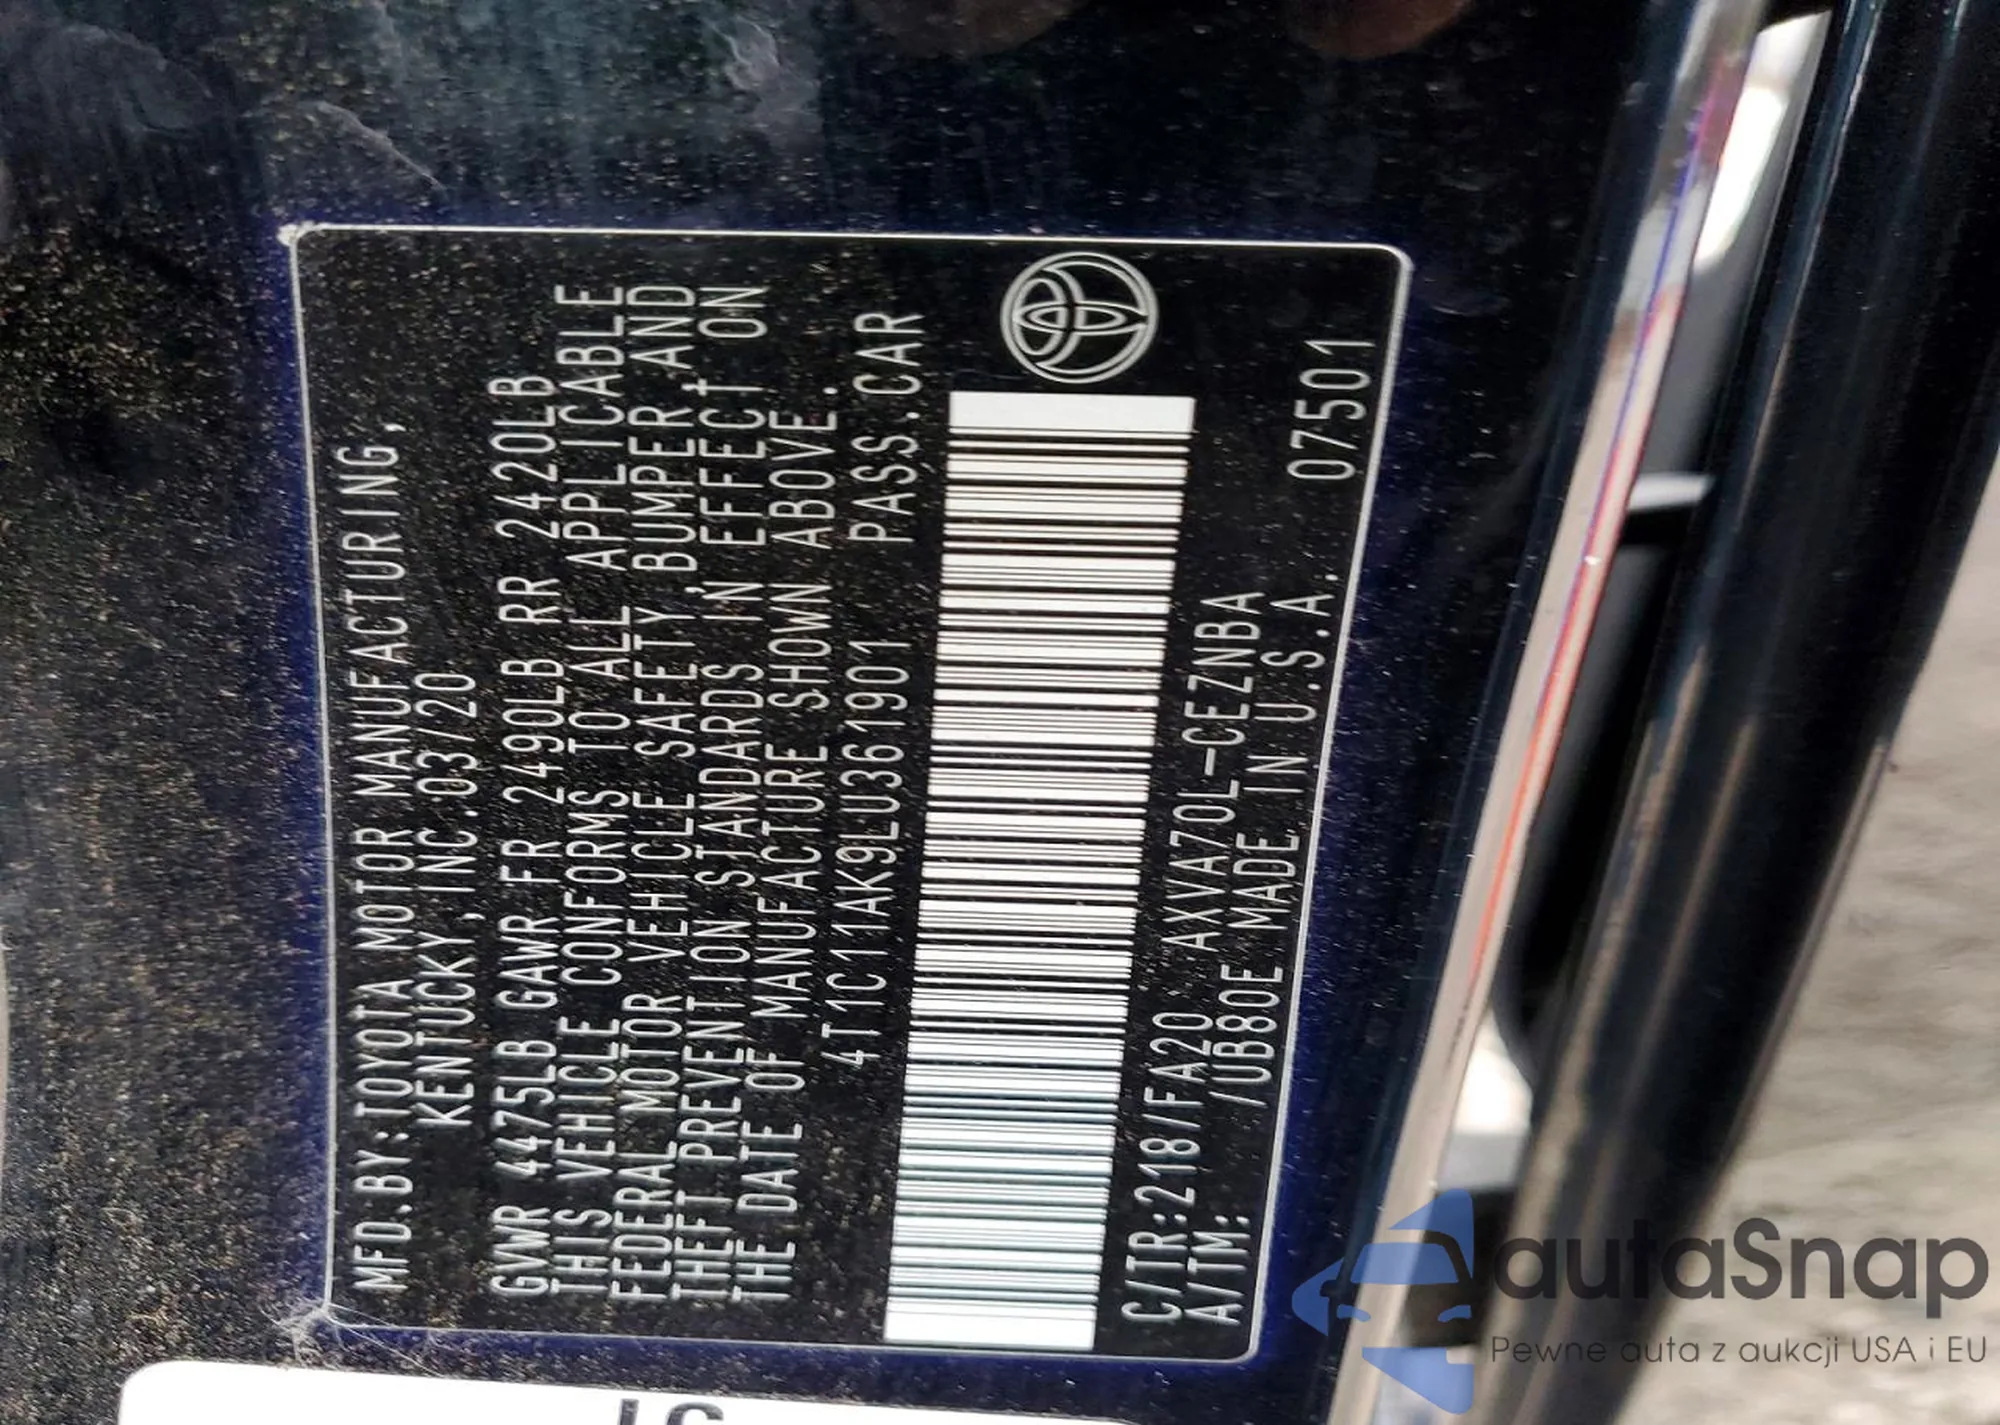 MFD.BY:TOYOTA MOTOR MANUFACTURING,
KENTUCKY,INC.03/20
GVWR 4475LB GAWR FR 2490LB RR 2420LB
THIS VEHICLE CONFORMS TO ALL APPLICABLE
FEDERAL MOTOR VEHICLE SAFETY,BUMPER,AND
THEFT PREVENTION STANDARDS IN EFFECT ON
THE DATE OF MANUFACTURE SHOWN ABOVE.
4T1C11AK9LU361901 PASS.CAR
C/TR:218/FA20 AXVA70L-CEZNBA
A/TM: /UB80E MADE IN U.S.A. 07501
autaSnap
Pewne auta z aukcji USA i EU